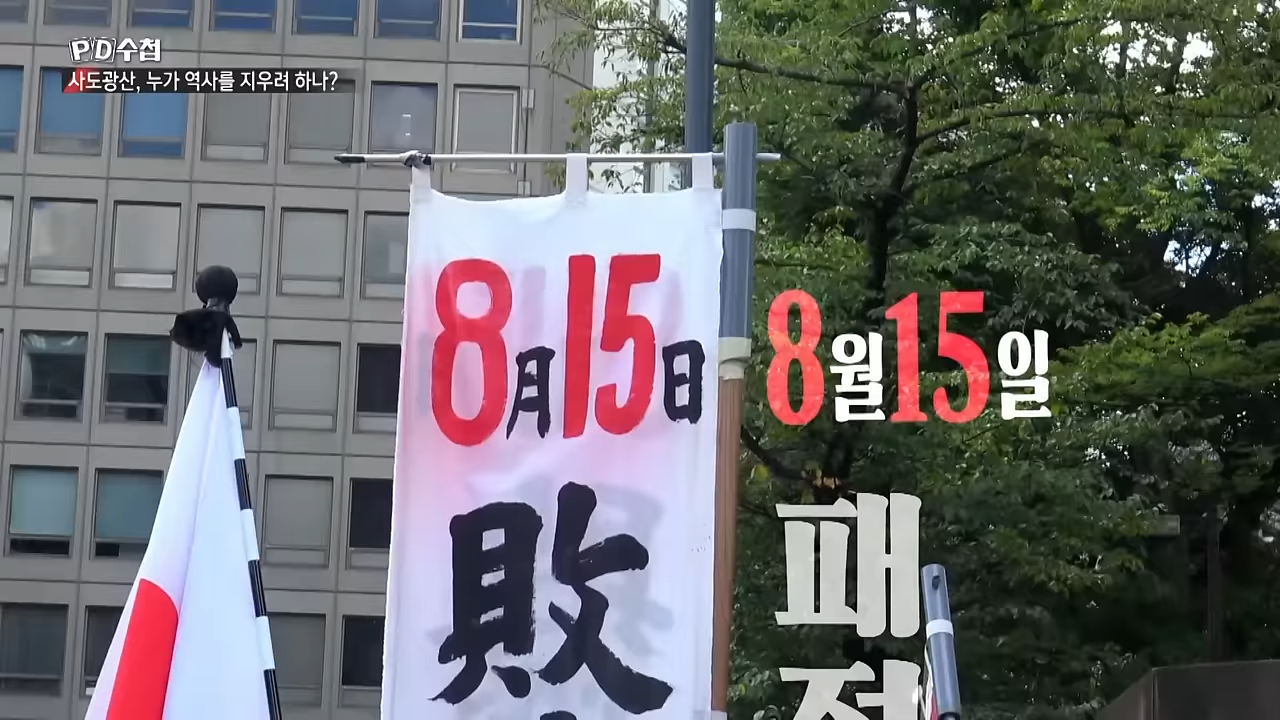 PD수첩
사도광산, 누가 역사를 지우려 하나?
8月15日
敗
8월15일
패